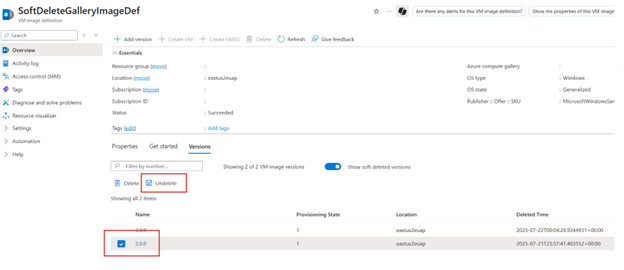 SoftDeleteGalleryImageDef
VM image definition
Are there any alerts for this VM image definition?
Show me properties of this VM image
Search
Overview
Activity log
Access control (IAM)
Tags
Diagnose and solve problems
Resource visualizer
Settings
Automation
Help
Add version
Create VM
Create VMSS
Delete
Refresh
Give feedback
Essentials
Resource group (move) :
Location (move) : eastus2euap
Subscription (move) :
Subscription ID :
Status : Succeeded
Tags (edit) : Add tags
Azure compute gallery :
OS type : Windows
OS state : Generalized
Publisher : Offer : SKU : MicrosoftWindowsSer
Properties Get started Versions
Filter by number... Showing 2 of 2 VM image versions Show soft deleted versions
Delete Undelete
Showing all 2 items
Name Provisioning State Location Deleted Time
1 eastus2euap 2025-07-22T00:04:28.9344931+00:00
2.0.0 1 eastus2euap 2025-07-21T23:57:47.403552+00:00